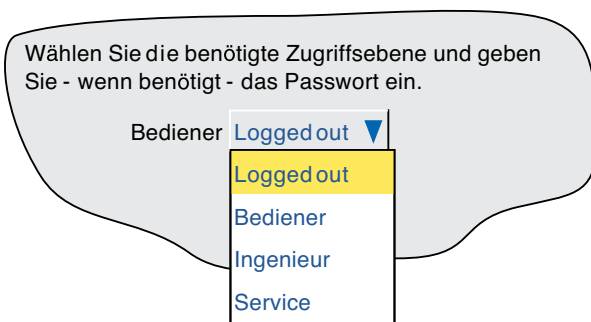 Wählen Sie die benötigte Zugriffsebene und geben
Sie - wenn benötigt - das Passwort ein.
Bediener Logged out
Logged out
Bediener
Ingenieur
Service